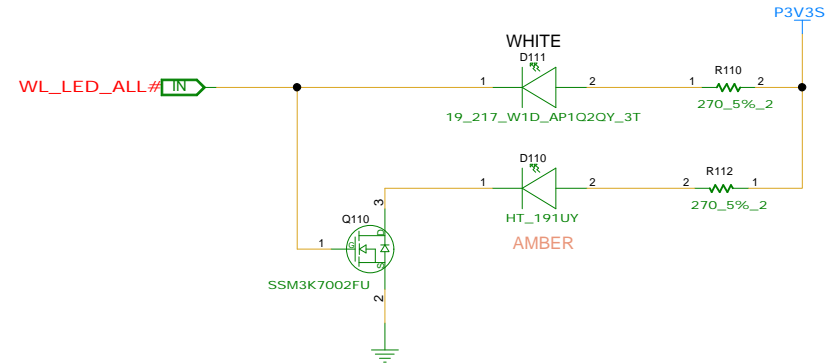 P3V3S
WHITE
D111
WL_LED_ALL#
IN
1
2
1
R110
2
19_217_W1D_AP1Q2QY_3T
270_5%_2
D110
R112
1
2
2
1
HT_191UY
270_5%_2
AMBER
3
Q110
D
1
G
S
SSM3K7002FU
2